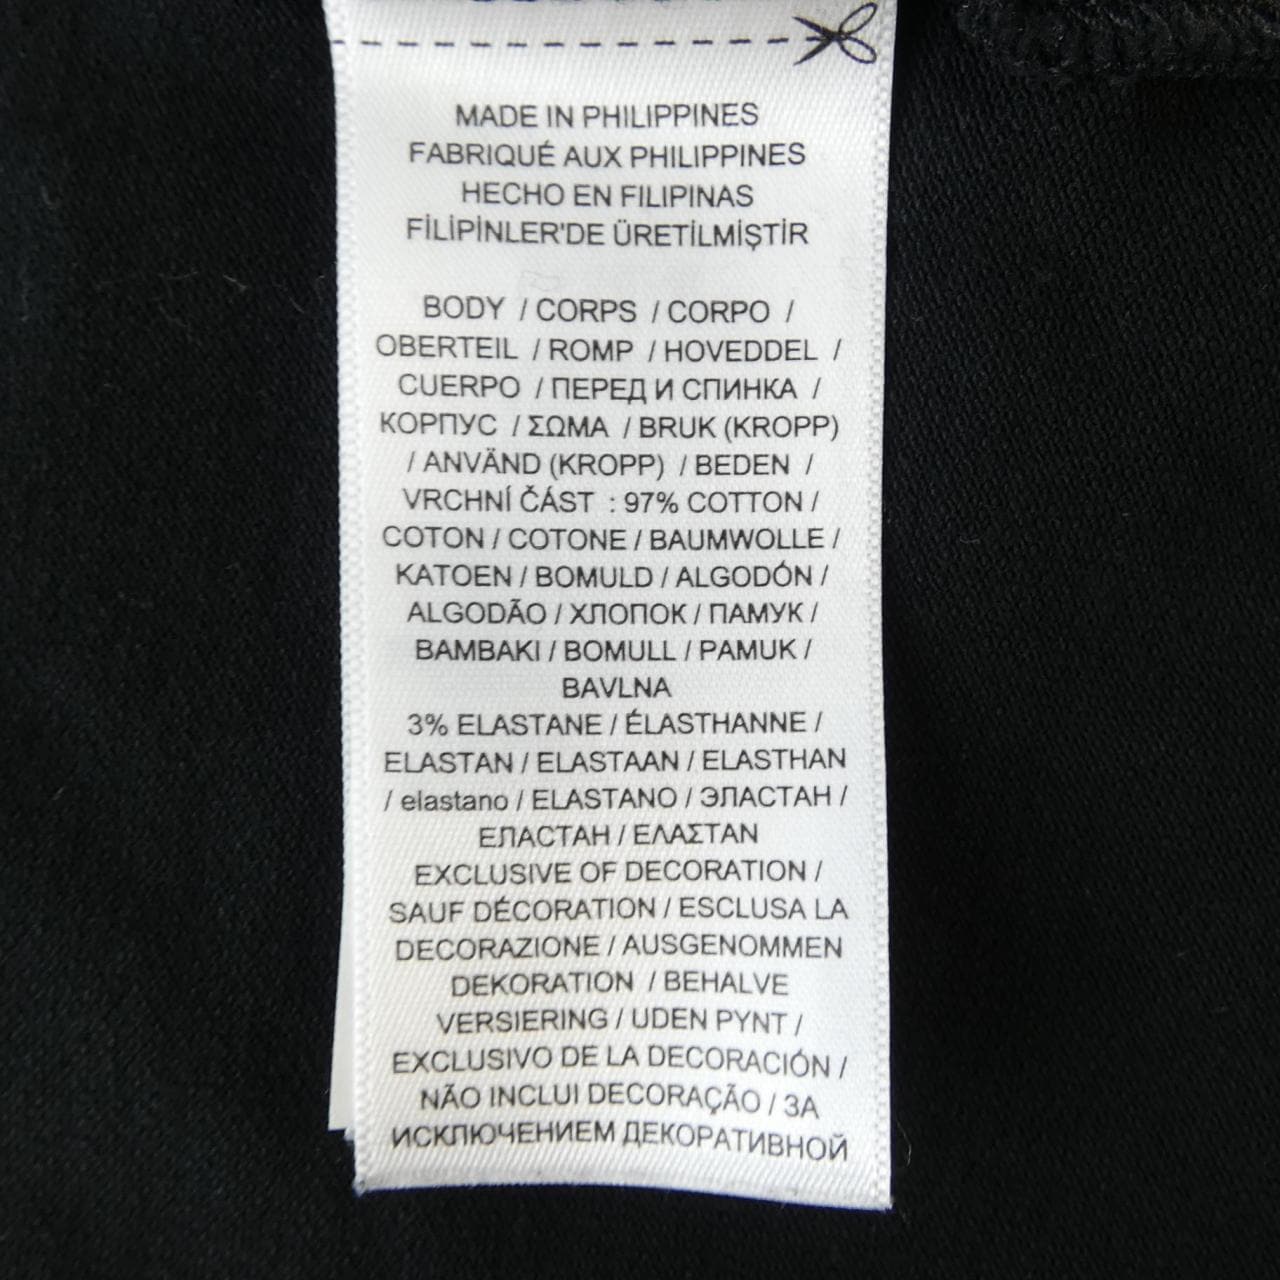 MADE IN PHILIPPINES
FABRIQUÉ AUX PHILIPPINES
HECHO EN FILIPINAS
FİLİPİNLER'DE ÜRETİLMİŞTİR
BODY / CORPS / CORPO /
OBERTEIL / ROMP / HOVEDDEL /
CUERPO / ПЕРЕД И СПИНКА /
КОРПУС / ΣΩΜΑ / BRUK (KROPP)
/ ANVÄND (KROPP) / BEDEN /
VRCHNÍ ČÁST : 97% COTTON /
COTON / COTONE / BAUMWOLLE /
KATOEN / BOMULD / ALGODÓN /
ALGODÃO / ХЛОПОК / ПАМУК /
BAMBAKI / BOMULL / PAMUK /
BAVLNA
3% ELASTANE / ÉLASTHANNE /
ELASTAN / ELASTAAN / ELASTHAN
/ elastano / ELASTANO / ЭЛАСТАН /
ЕЛАСТАН / ΕΛΑΣΤΑΝ
EXCLUSIVE OF DECORATION /
SAUF DÉCORATION / ESCLUSA LA
DECORAZIONE / AUSGENOMMEN
DEKORATION / BEHALVE
VERSIERING / UDEN PYNT /
EXCLUSIVO DE LA DECORACIÓN /
NÃO INCLUI DECORAÇÃO / ЗА
ИСКЛЮЧЕНИЕМ ДЕКОРАТИВНОЙ